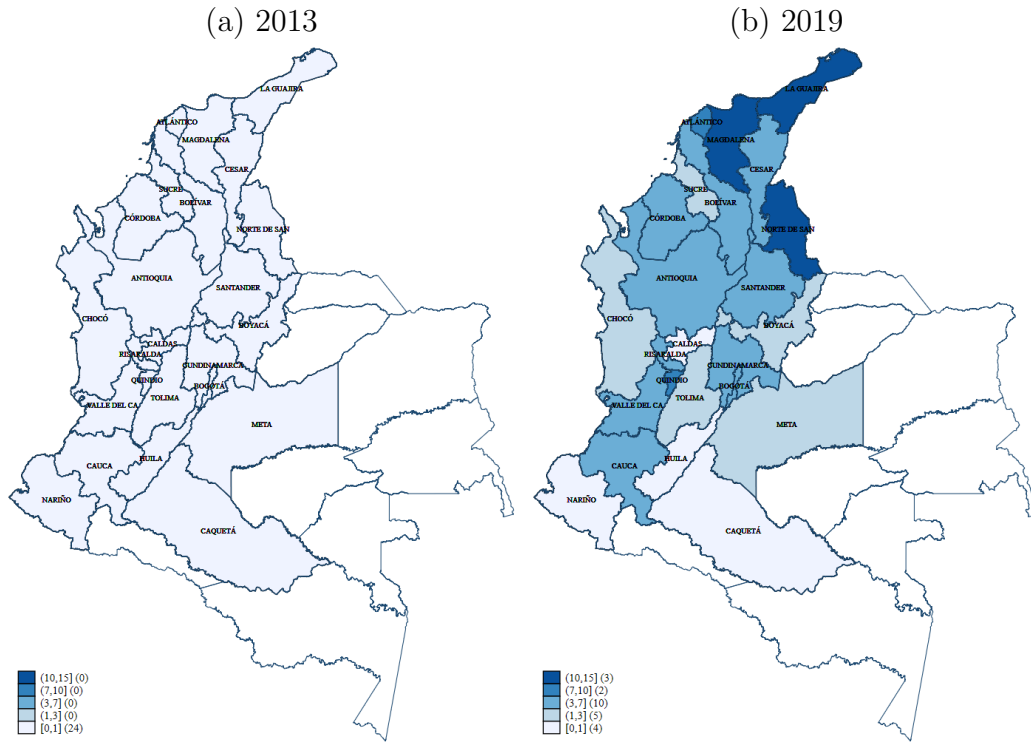 (a) 2013
LA GUAJIRA
ATLÁNTICO
MAGDALENA
CESAR
SUCRE
BOLÍVAR
CÓRDOBA
NORTE DE SAN
ANTIOQUIA
SANTANDER
CHOCÓ
BOYACÁ
CALDAS
RISARALDA
CUNDINAMARCA
QUINDIO
BOGOTÁ
TOLIMA
VALLE DEL CA
META
HUILA
CAUCA
NARIÑO
CAQUETÁ
(10,15] (0)
(7,10] (0)
(3,7] (0)
(1,3] (0)
[0,1] (24)
(b) 2019
LA GUAJIRA
ATLÁNTICO
MAGDALENA
CESAR
SUCRE
BOLÍVAR
CÓRDOBA
NORTE DE SAN
ANTIOQUIA
SANTANDER
CHOCÓ
BOYACÁ
CALDAS
RISARALDA
CUNDINAMARCA
QUINDIO
BOGOTÁ
TOLIMA
VALLE DEL CA
META
HUILA
CAUCA
NARIÑO
CAQUETÁ
(10,15] (3)
(7,10] (2)
(3,7] (10)
(1,3] (5)
[0,1] (4)